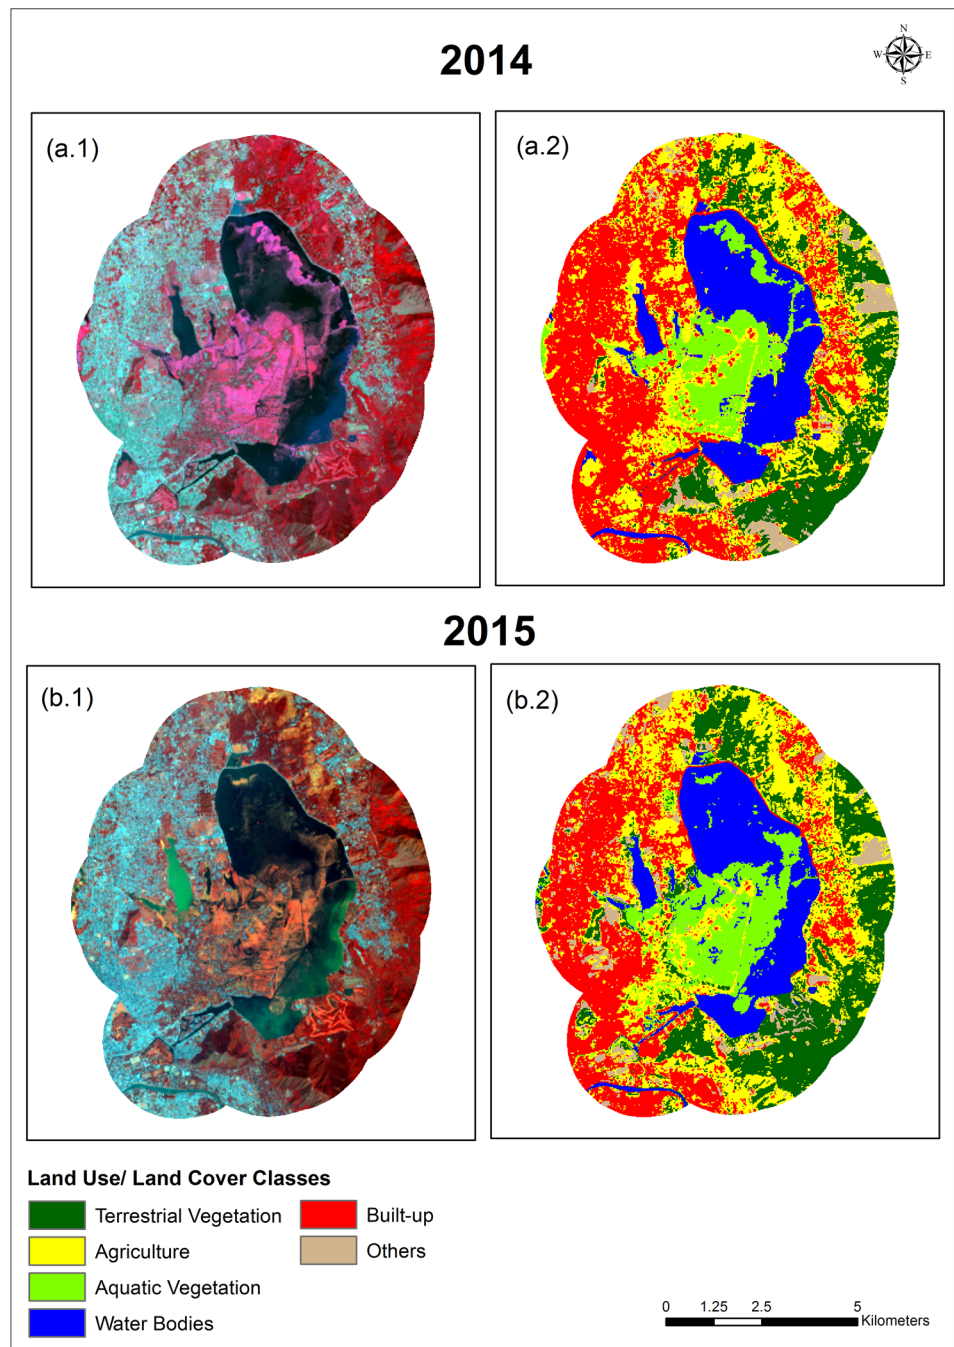 2014
N
W E
S
(a.1)
(a.2)
2015
(b.1)
(b.2)
Land Use/ Land Cover Classes
Terrestrial Vegetation
Built-up
Agriculture
Others
Aquatic Vegetation
Water Bodies
0 1.25 2.5 5
Kilometers